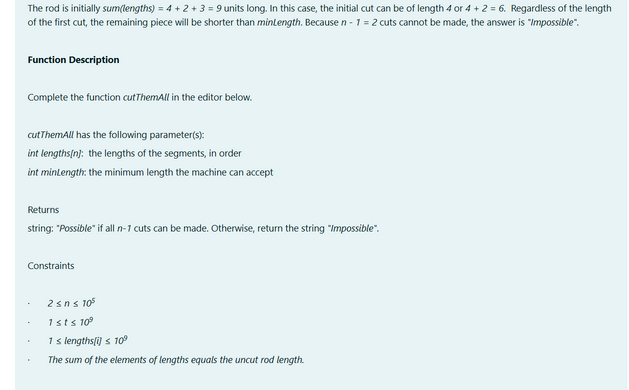 The rod is initially sum(lengths) = 4 + 2 + 3 = 9 units long. In this case, the initial cut can be of length 4 or 4 + 2 = 6. Regardless of the length
of the first cut, the remaining piece will be shorter than minLength. Because n - 1 = 2 cuts cannot be made, the answer is "Impossible".
Function Description
Complete the function cutThemAll in the editor below.
cutThemAll has the following parameter(s):
int lengths[n]: the lengths of the segments, in order
int minLength: the minimum length the machine can accept
Returns
string: "Possible" if all n-1 cuts can be made. Otherwise, return the string "Impossible".
Constraints
· 2 ≤ n ≤ 10⁵
· 1 ≤ t ≤ 10⁹
· 1 ≤ lengths[i] ≤ 10⁹
· The sum of the elements of lengths equals the uncut rod length.